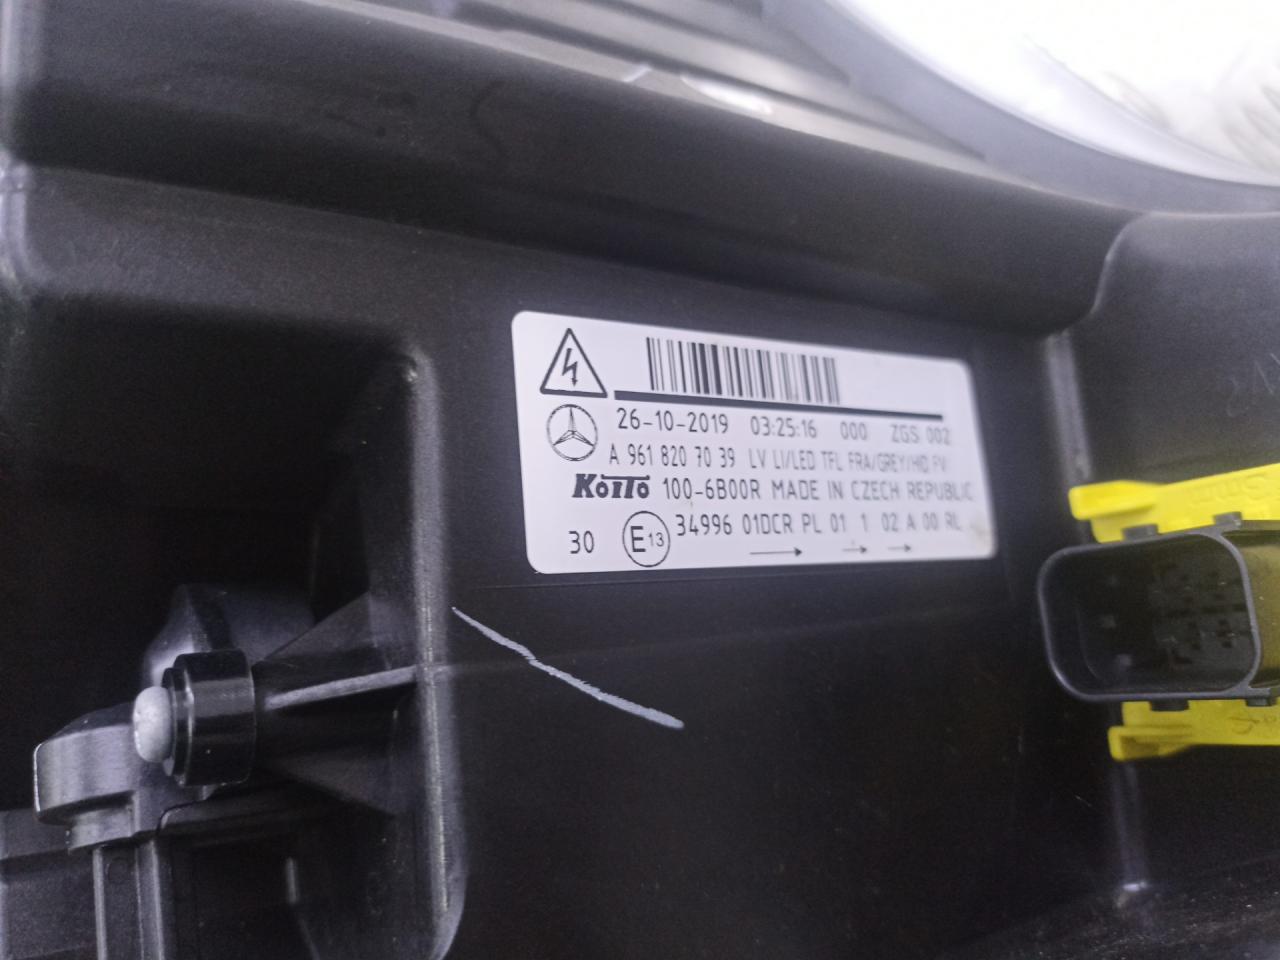 26-10-2019 03:25:16 000 ZGS 002
A 961 820 70 39 LV LI/LED TFL FRA/GREY/HID FV
KOITO 100-6B00R MADE IN CZECH REPUBLIC
30 E13 34996 01DCR PL 01 1 02 A 00 RL